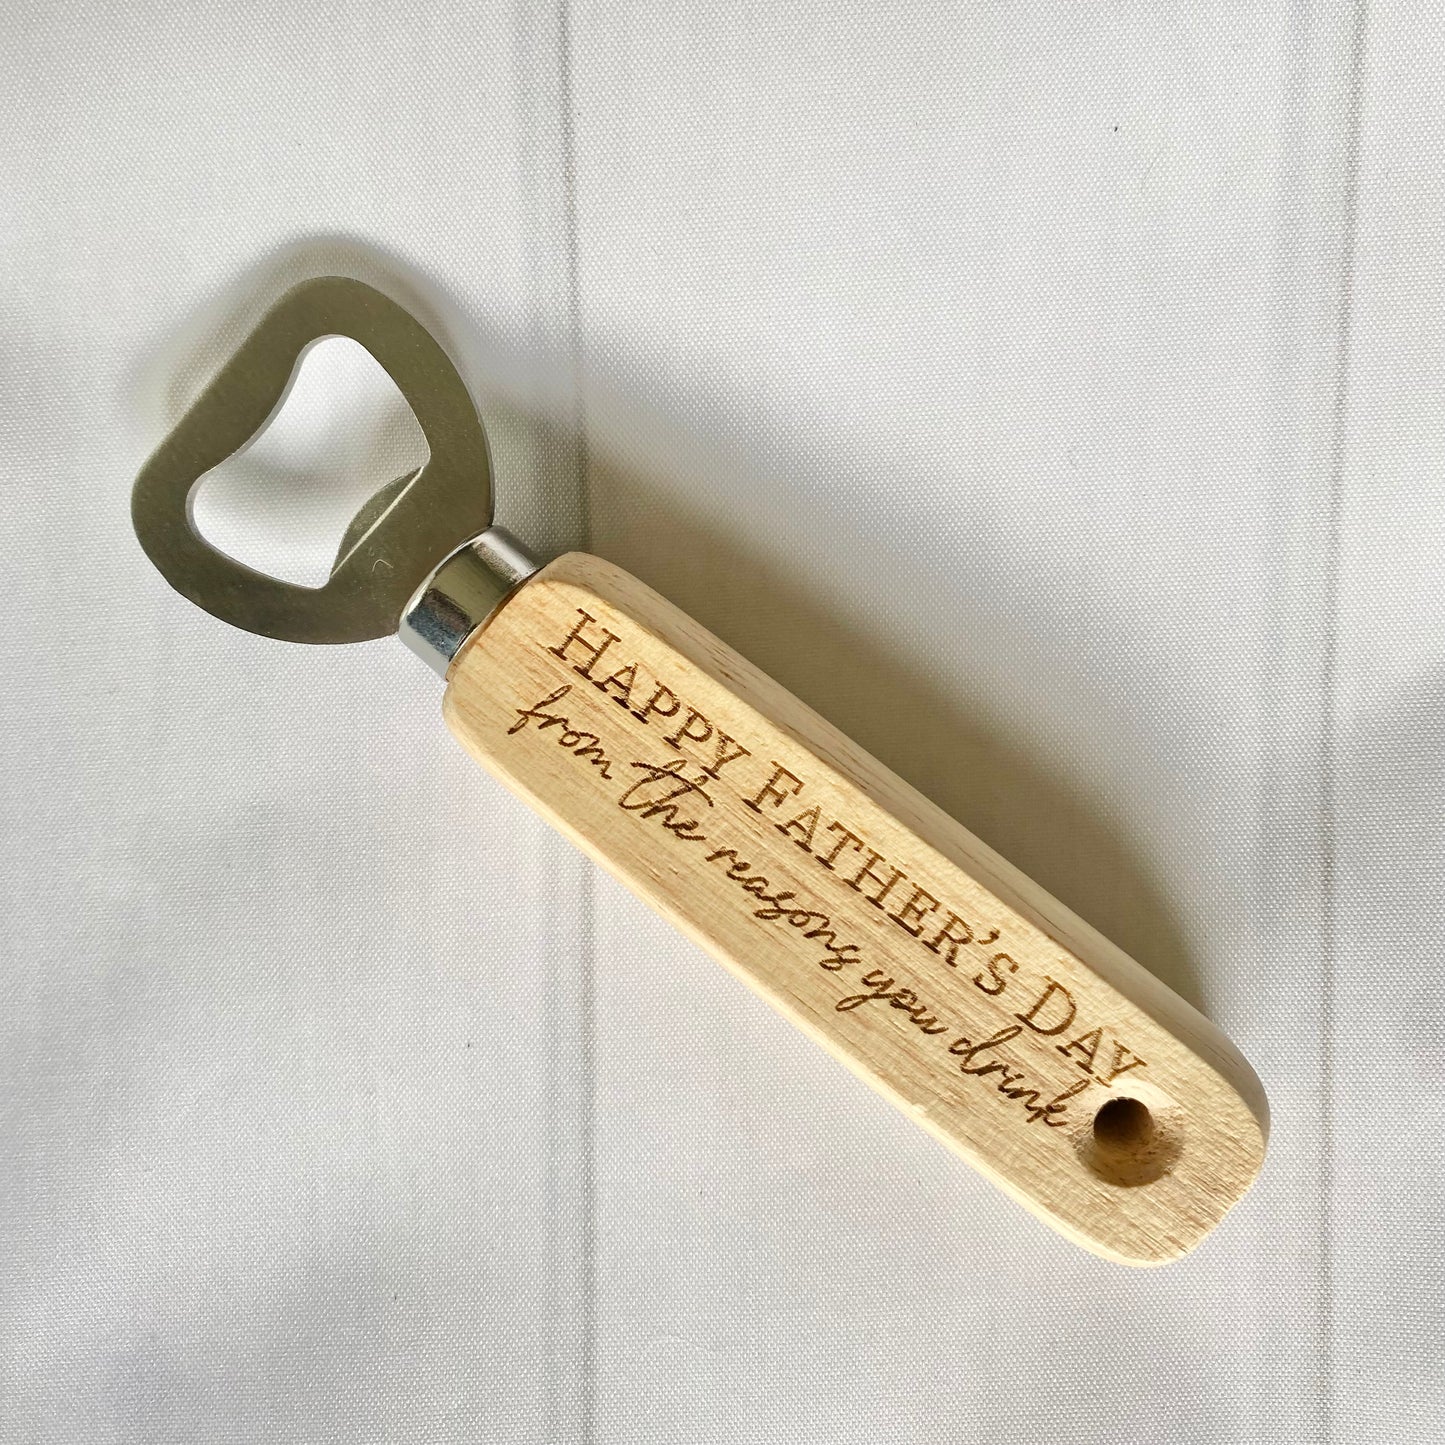 HAPPY FATHER'S DAY
from the reasons you drink